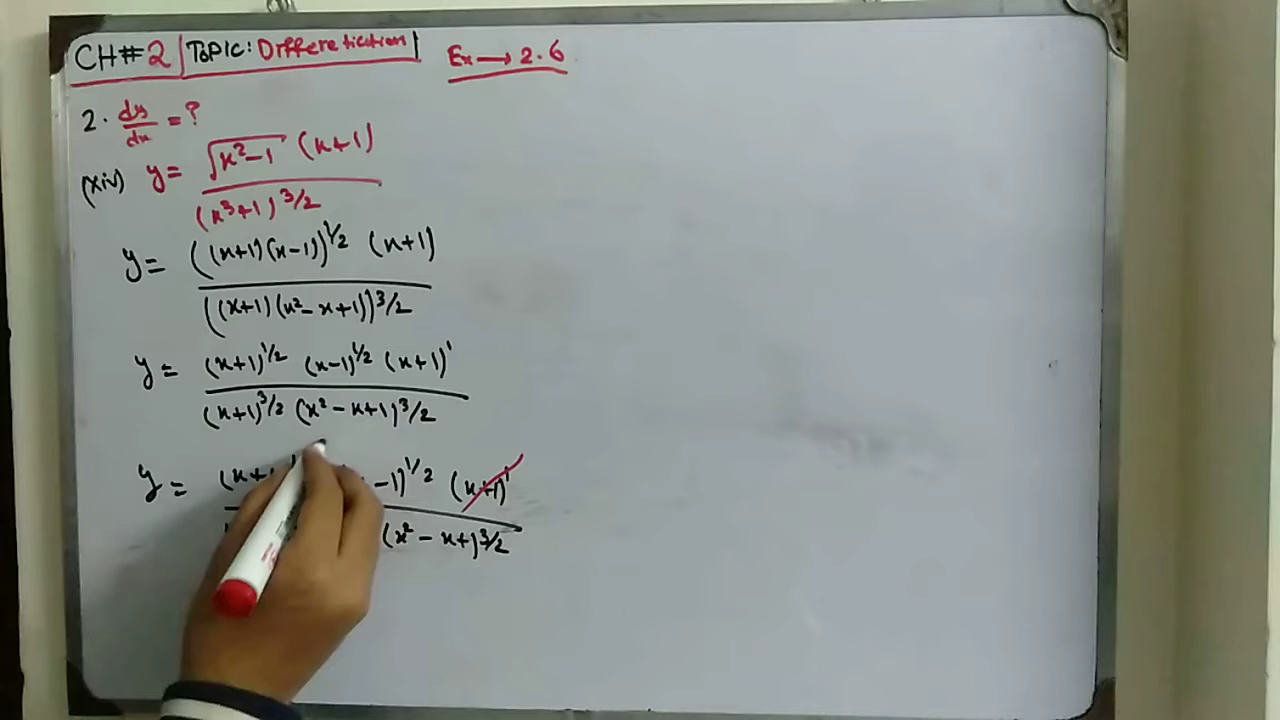 CH#2 | TOPIC: Differetication | Ex → 2.6
2. dy/dx = ?
(xiv) y = √(x²-1) (x+1) / (x³+1)^3/2
y = ((x+1)(x-1))^1/2 (x+1) / ((x+1)(x²-x+1))^3/2
y = (x+1)^1/2 (x-1)^1/2 (x+1)^1 / (x+1)^3/2 (x²-x+1)^3/2
y = (x+ -1)^1/2 (x+1)^1 / (x²-x+)^3/2